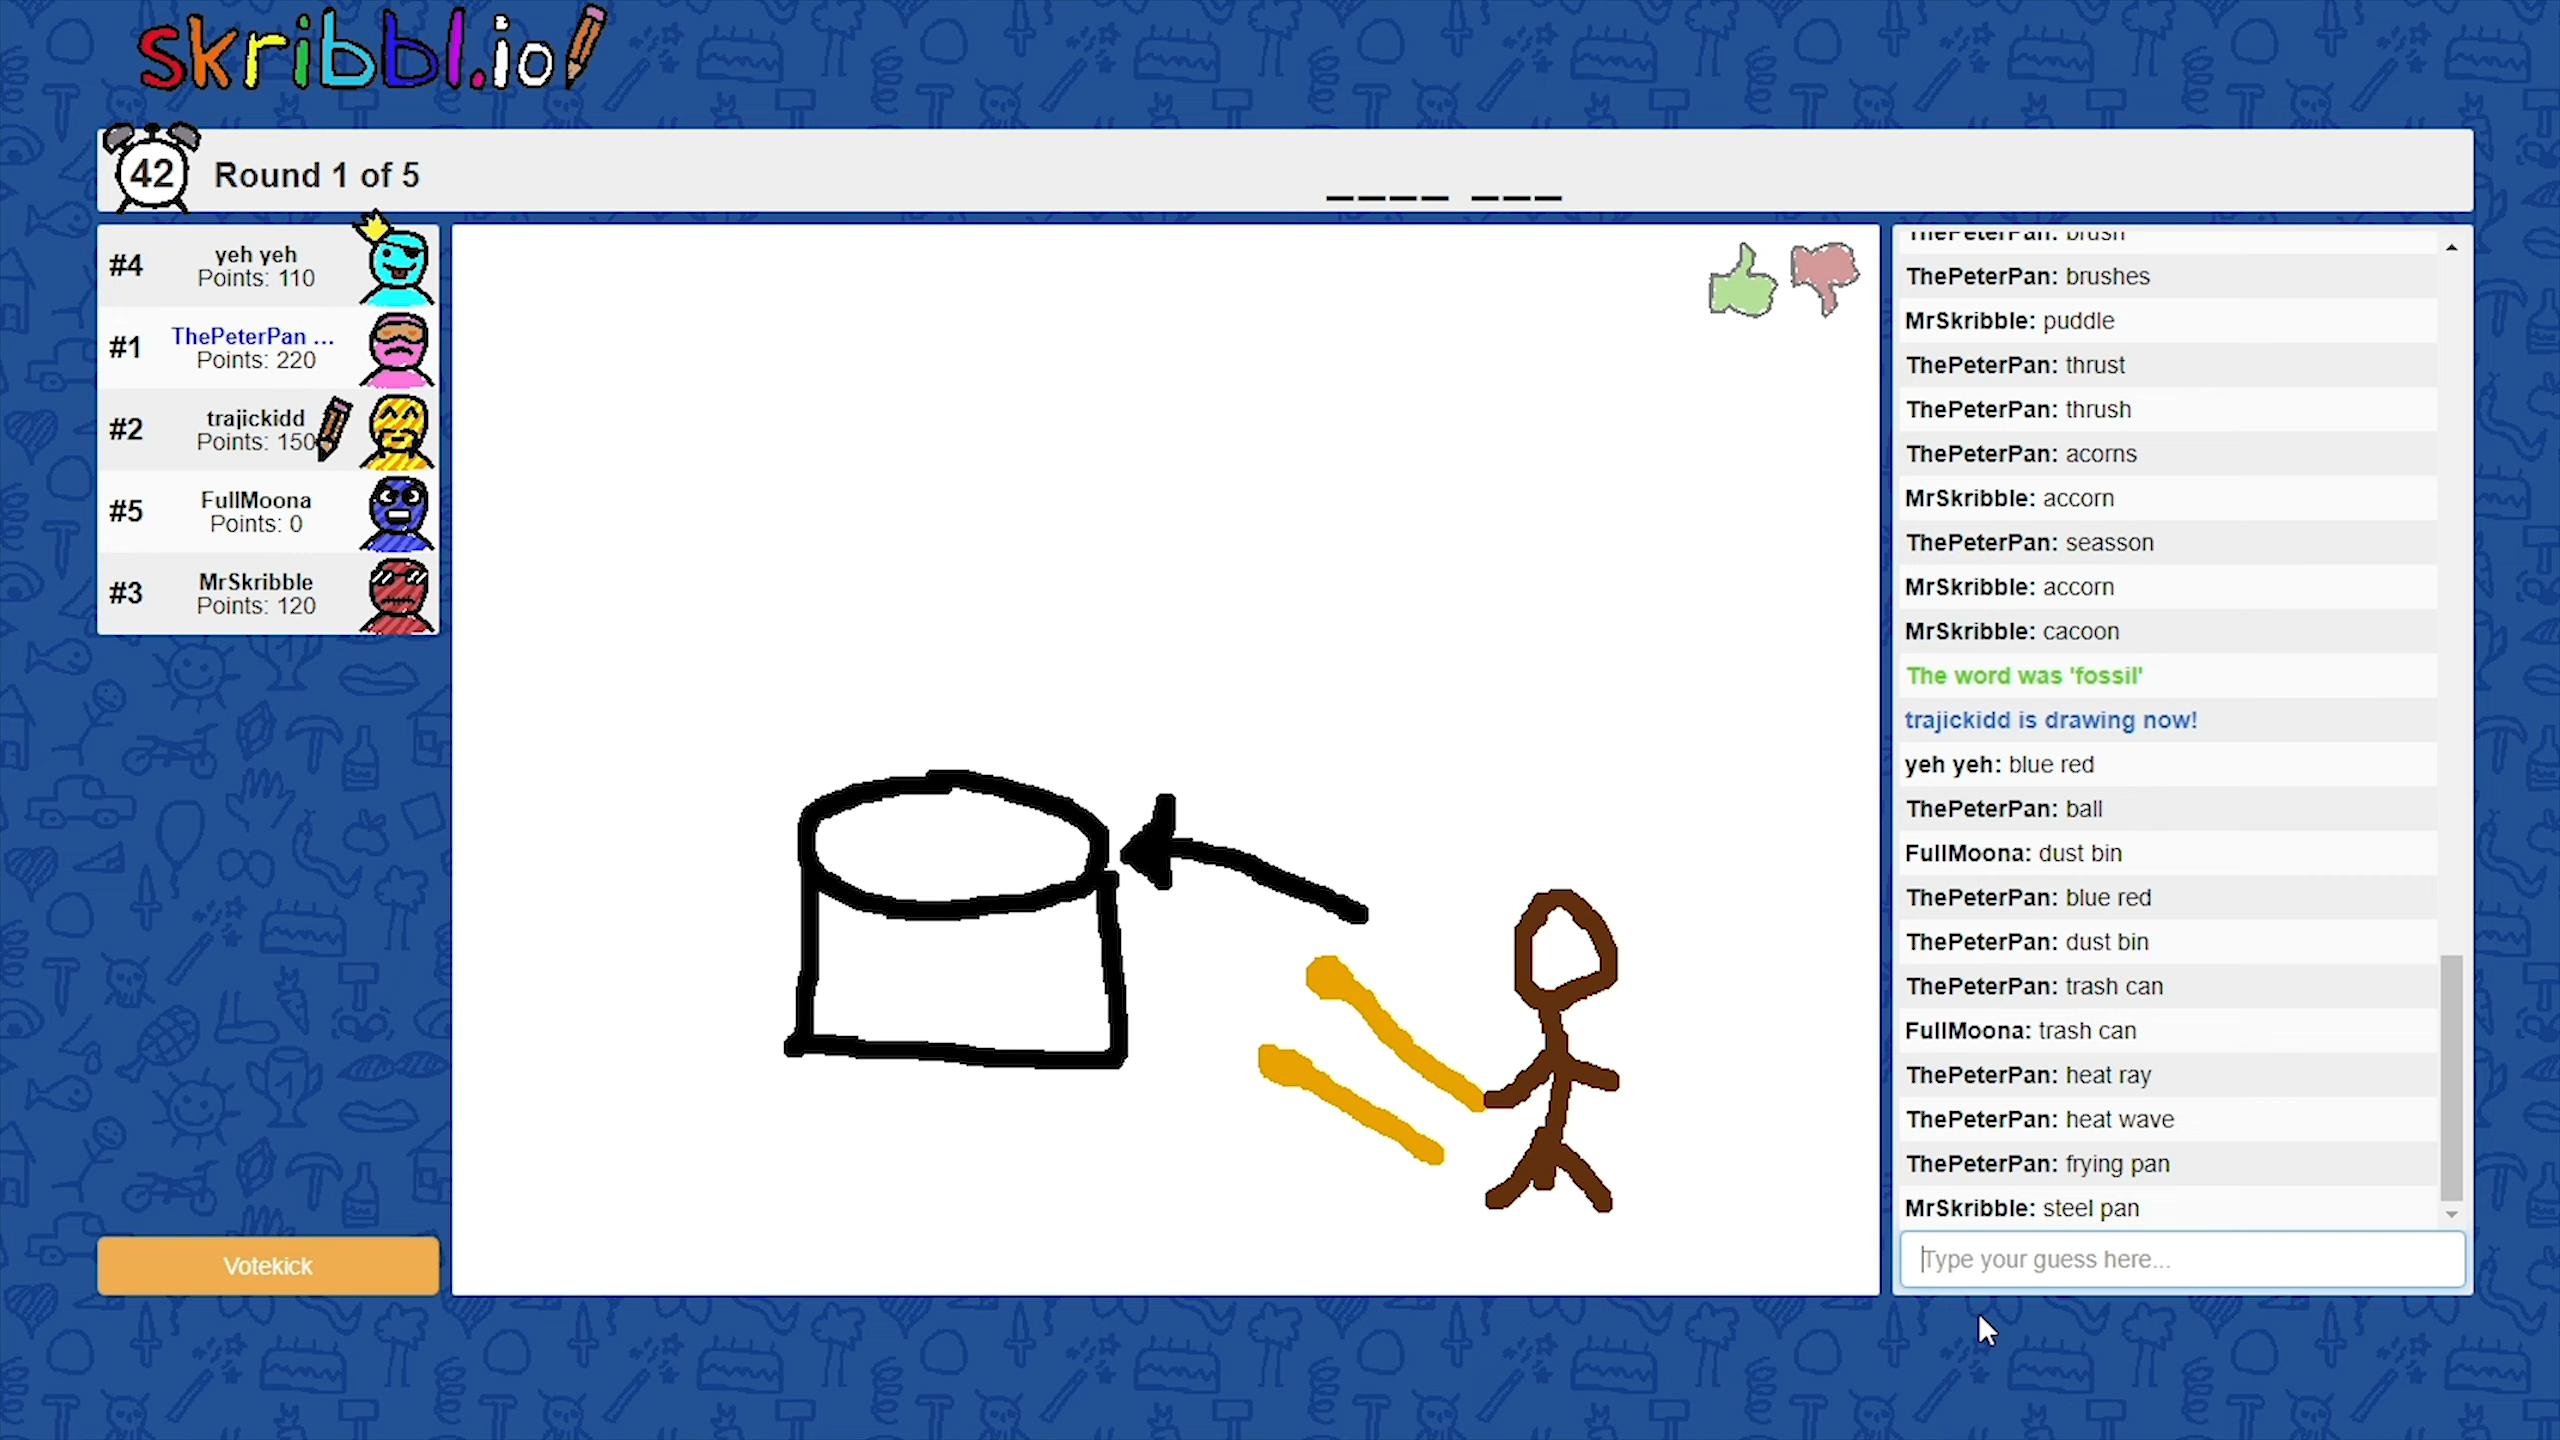 skribbl.io
42
Round 1 of 5
____ ___
#4
yeh yeh
Points: 110
#1
ThePeterPan ...
Points: 220
#2
trajickidd
Points: 150
#5
FullMoona
Points: 0
#3
MrSkribble
Points: 120
Votekick
ThePeterPan: brush
ThePeterPan: brushes
MrSkribble: puddle
ThePeterPan: thrust
ThePeterPan: thrush
ThePeterPan: acorns
MrSkribble: accorn
ThePeterPan: seasson
MrSkribble: accorn
MrSkribble: cacoon
The word was 'fossil'
trajickidd is drawing now!
yeh yeh: blue red
ThePeterPan: ball
FullMoona: dust bin
ThePeterPan: blue red
ThePeterPan: dust bin
ThePeterPan: trash can
FullMoona: trash can
ThePeterPan: heat ray
ThePeterPan: heat wave
ThePeterPan: frying pan
MrSkribble: steel pan
Type your guess here...